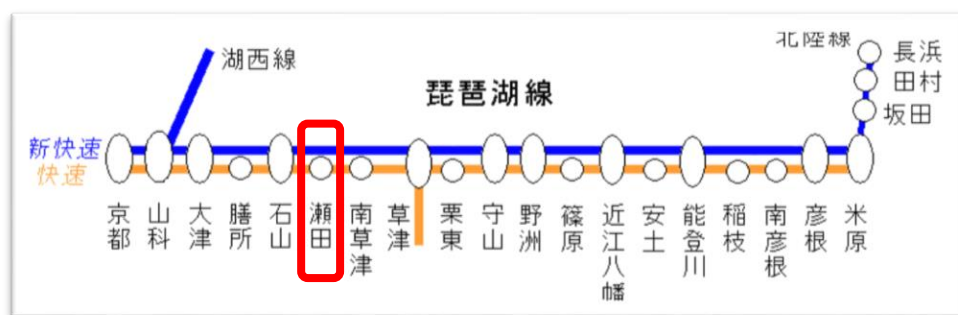 北陸線
長浜
湖西線
田村
琵琶湖線
坂田
新快速
快速
京都
山科
大津
膳所
石山
瀬田
南草津
草津
栗東
守山
野洲
篠原
近江八幡
安土
能登川
稲枝
南彦根
彦根
米原